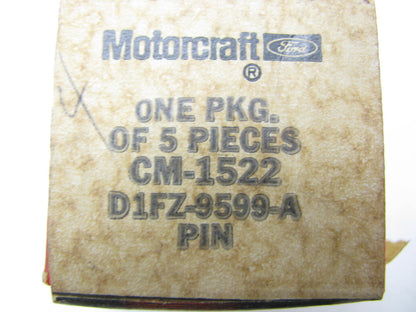 Motorcraft Ford
®
ONE PKG.
OF 5 PIECES
CM-1522
D1FZ-9599-A
PIN